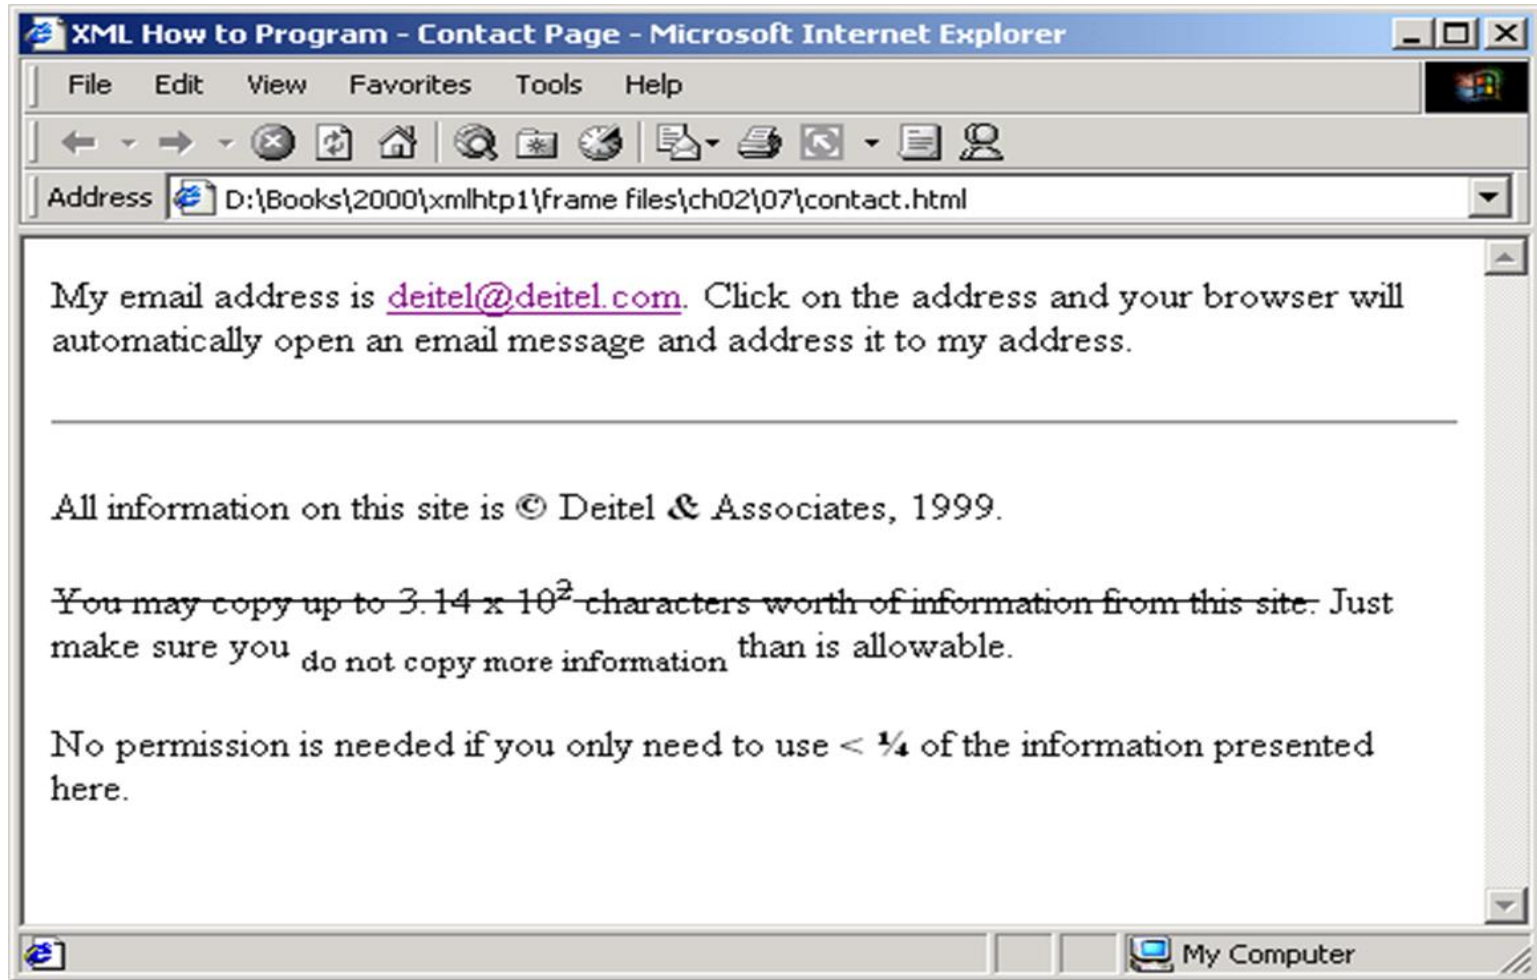 XML How to Program - Contact Page - Microsoft Internet Explorer
File Edit View Favorites Tools Help
Address D:\Books\2000\xmlhtp1\frame files\ch02\07\contact.html
My email address is deitel@deitel.com. Click on the address and your browser will
automatically open an email message and address it to my address.
All information on this site is © Deitel & Associates, 1999.
You may copy up to 3.14 x 10² characters worth of information from this site. Just
make sure you do not copy more information than is allowable.
No permission is needed if you only need to use < ¼ of the information presented
here.
My Computer